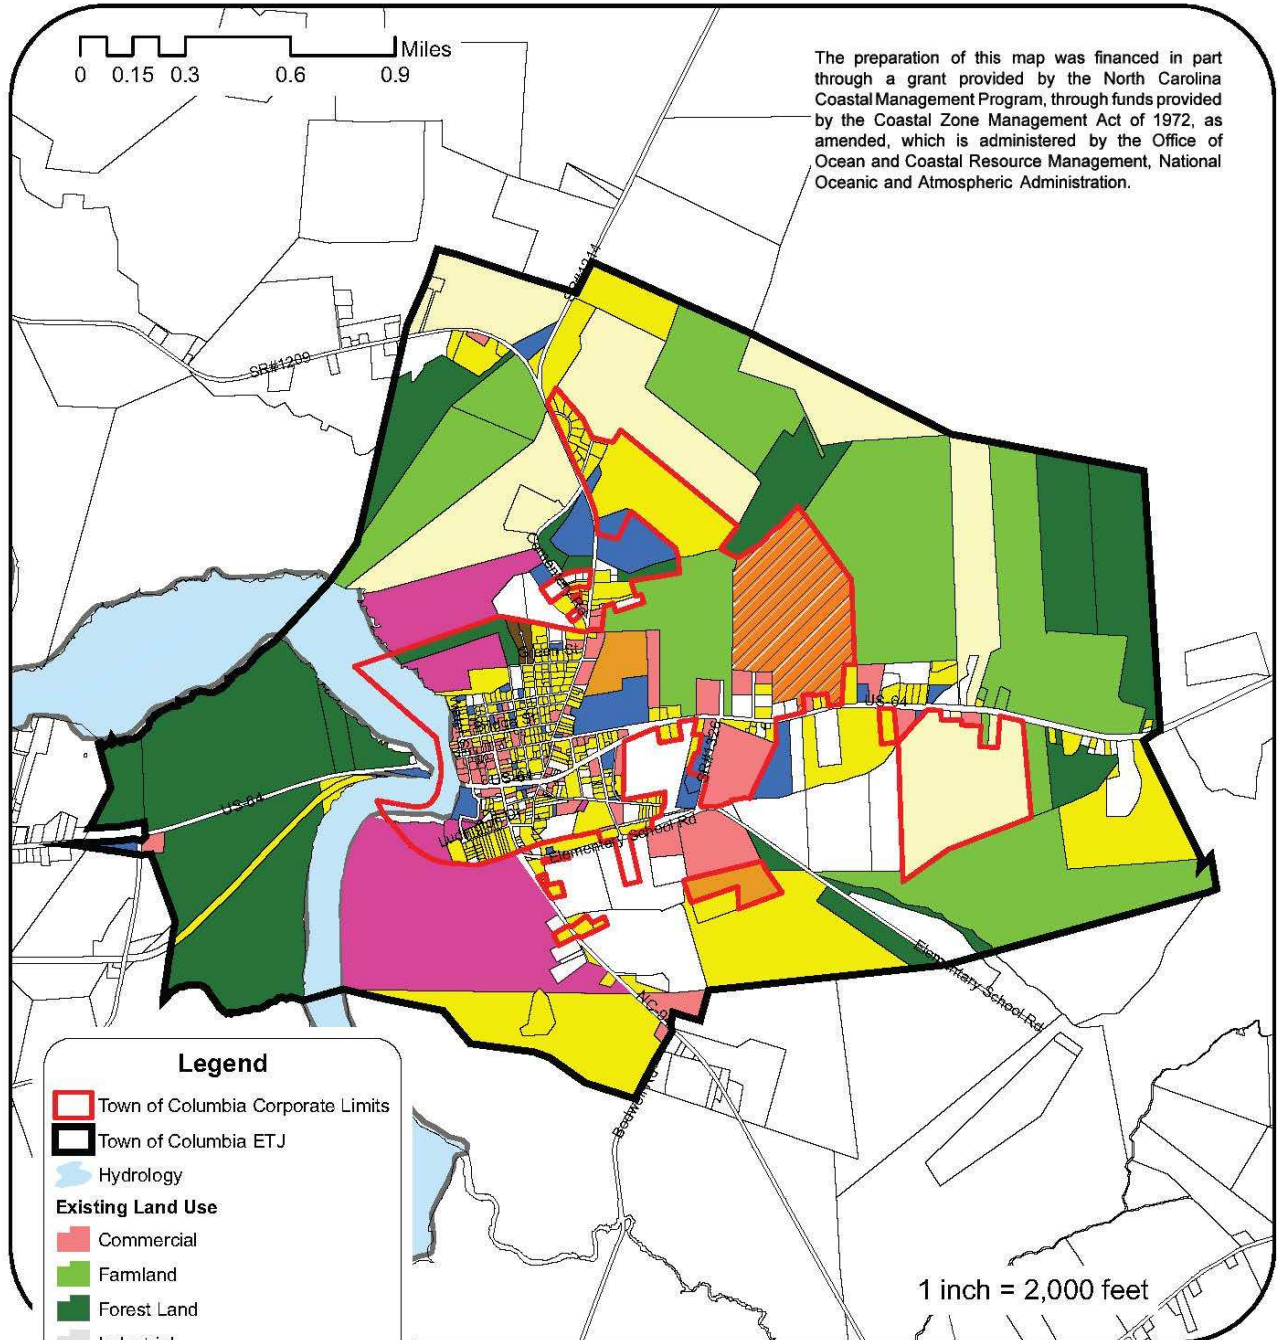 Miles
0 0.15 0.3 0.6 0.9
The preparation of this map was financed in part
through a grant provided by the North Carolina
Coastal Management Program, through funds provided
by the Coastal Zone Management Act of 1972, as
amended, which is administered by the Office of
Ocean and Coastal Resource Management, National
Oceanic and Atmospheric Administration.
SR#1209
US-64
US-64
US-64
Elementary School Rd
Elementary School Rd
Legend
Town of Columbia Corporate Limits
Town of Columbia ETJ
Hydrology
Existing Land Use
Commercial
Farmland
Forest Land
1 inch = 2,000 feet